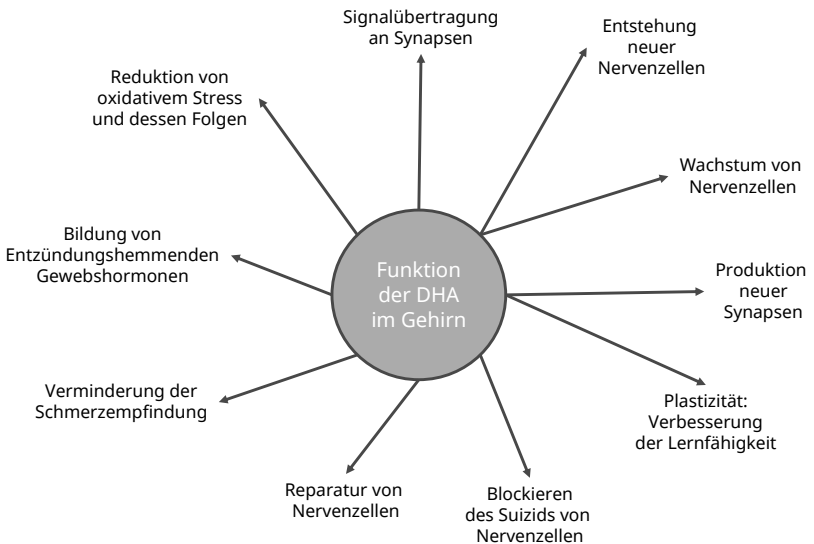 Signalübertragung
an Synapsen
Entstehung
neuer
Nervenzellen
Wachstum von
Nervenzellen
Produktion
neuer
Synapsen
Plastizität:
Verbesserung
der Lernfähigkeit
Blockieren
des Suizids von
Nervenzellen
Reparatur von
Nervenzellen
Verminderung der
Schmerzempfindung
Bildung von
Entzündungshemmenden
Gewebshormonen
Reduktion von
oxidativem Stress
und dessen Folgen
Funktion
der DHA
im Gehirn